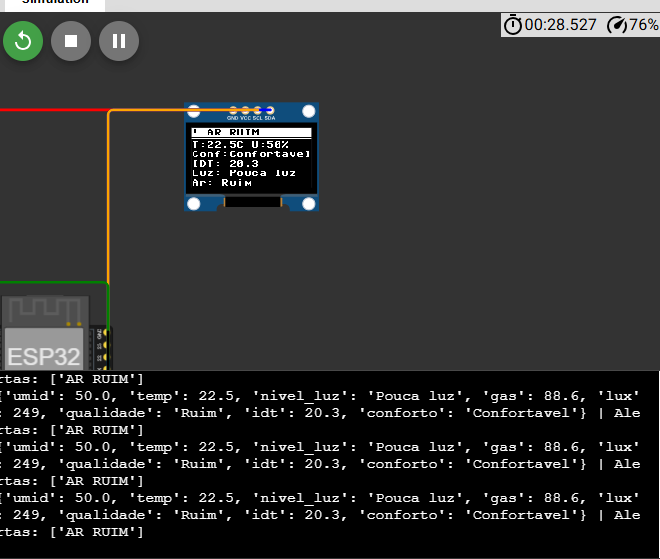 Simulation
00:28.527 76%
GND VCC SCL SDA
! AR RUIM
T:22.5C U:50%
Conf:Confortavel
IDT: 20.3
Luz: Pouca luz
Ar: Ruim
ESP32
rtas: ['AR RUIM']
['umid': 50.0, 'temp': 22.5, 'nivel_luz': 'Pouca luz', 'gas': 88.6, 'lux'
: 249, 'qualidade': 'Ruim', 'idt': 20.3, 'conforto': 'Confortavel'} | Ale
rtas: ['AR RUIM']
['umid': 50.0, 'temp': 22.5, 'nivel_luz': 'Pouca luz', 'gas': 88.6, 'lux'
: 249, 'qualidade': 'Ruim', 'idt': 20.3, 'conforto': 'Confortavel'} | Ale
rtas: ['AR RUIM']
['umid': 50.0, 'temp': 22.5, 'nivel_luz': 'Pouca luz', 'gas': 88.6, 'lux'
: 249, 'qualidade': 'Ruim', 'idt': 20.3, 'conforto': 'Confortavel'} | Ale
rtas: ['AR RUIM']